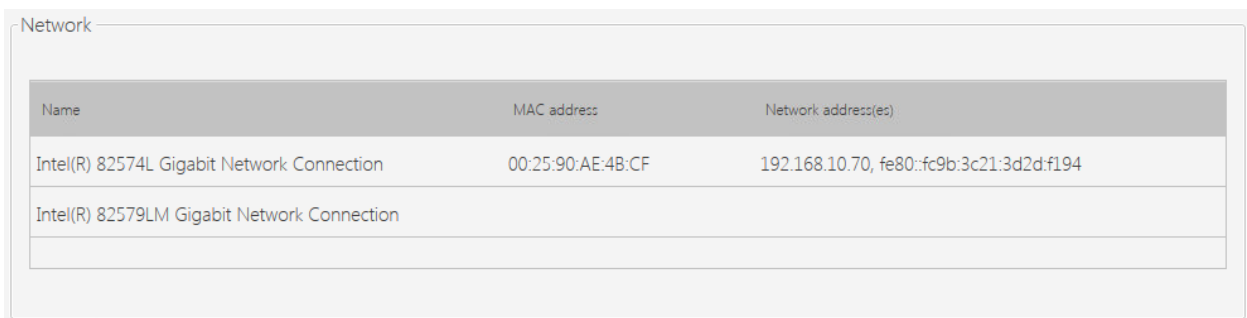 Network
Name MAC address Network address(es)
Intel(R) 82574L Gigabit Network Connection 00:25:90:AE:4B:CF 192.168.10.70, fe80::fc9b:3c21:3d2d:f194
Intel(R) 82579LM Gigabit Network Connection